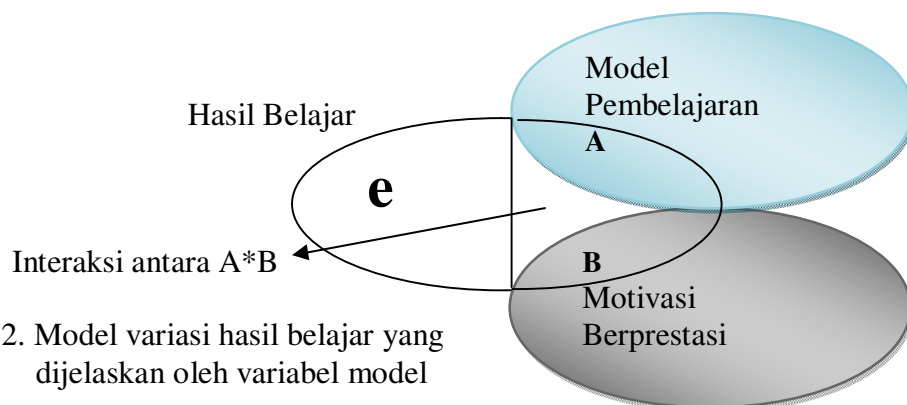 Model
Pembelajaran
A
Hasil Belajar
e
Interaksi antara A*B
B
Motivasi
Berprestasi
2. Model variasi hasil belajar yang
dijelaskan oleh variabel model